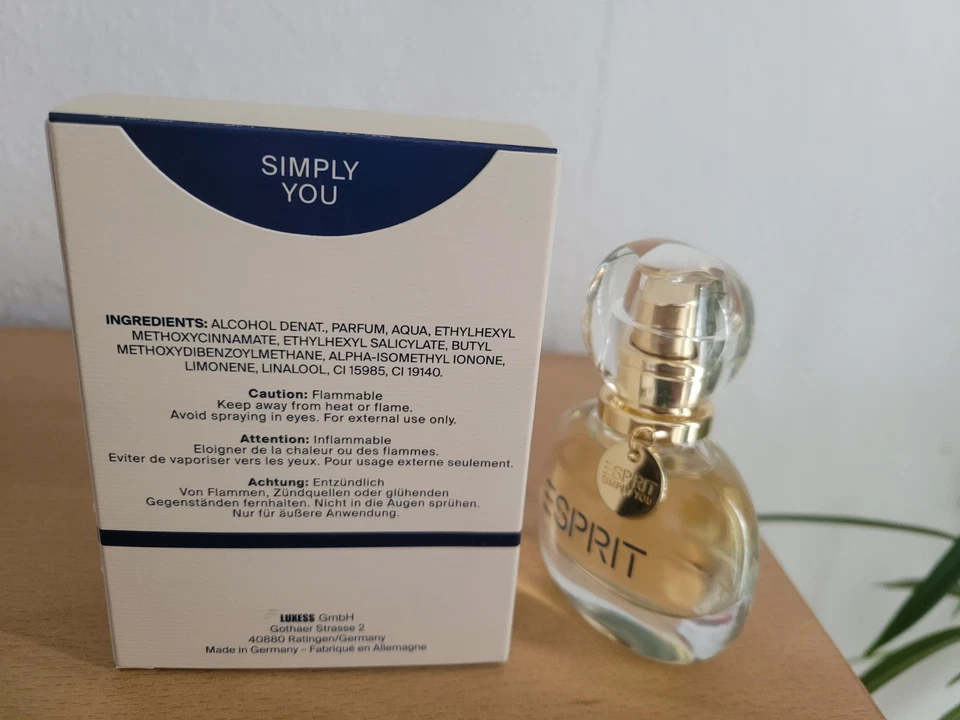 SIMPLY
YOU
INGREDIENTS: ALCOHOL DENAT., PARFUM, AQUA, ETHYLHEXYL
METHOXYCINNAMATE, ETHYLHEXYL SALICYLATE, BUTYL
METHOXYDIBENZOYLMETHANE, ALPHA-ISOMETHYL IONONE,
LIMONENE, LINALOOL, CI 15985, CI 19140.
Caution: Flammable
Keep away from heat or flame.
Avoid spraying in eyes. For external use only.
Attention: Inflammable
Eloigner de la chaleur ou des flammes.
Eviter de vaporiser vers les yeux. Pour usage externe seulement.
Achtung: Entzündlich
Von Flammen, Zündquellen oder glühenden
Gegenständen fernhalten. Nicht in die Augen sprühen.
Nur für äußere Anwendung.
LUXESS GmbH
Gothaer Strasse 2
40880 Ratingen/Germany
Made in Germany – Fabriqué en Allemagne
ESPRIT
SIMPLY YOU
ESPRIT